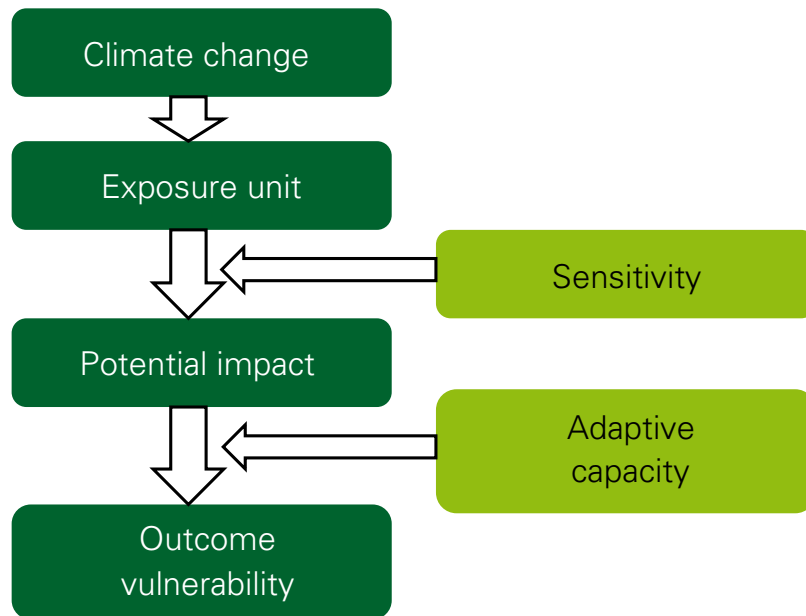 Climate change
Exposure unit
Sensitivity
Potential impact
Adaptive
capacity
Outcome
vulnerability